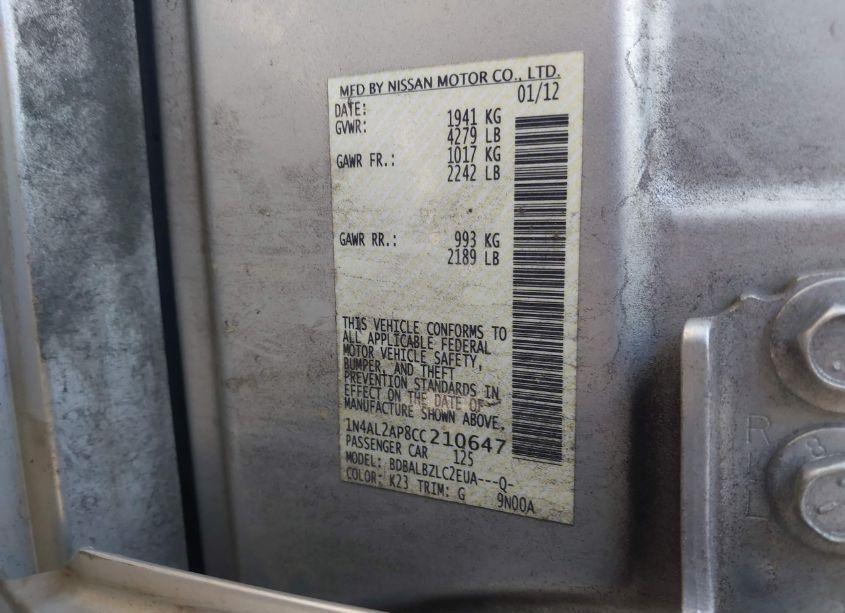 MFD BY NISSAN MOTOR CO., LTD.
DATE: 01/12
GVWR: 1941 KG
4279 LB
GAWR FR.: 1017 KG
2242 LB
GAWR RR.: 993 KG
2189 LB
THIS VEHICLE CONFORMS TO
ALL APPLICABLE FEDERAL
MOTOR VEHICLE SAFETY,
BUMPER, AND THEFT
PREVENTION STANDARDS IN
EFFECT ON THE DATE OF
MANUFACTURE SHOWN ABOVE.
1N4AL2AP8CC210647
PASSENGER CAR 125
MODEL: BDBALBZLC2EUA---Q-
COLOR: K23 TRIM: G 9N00A
8